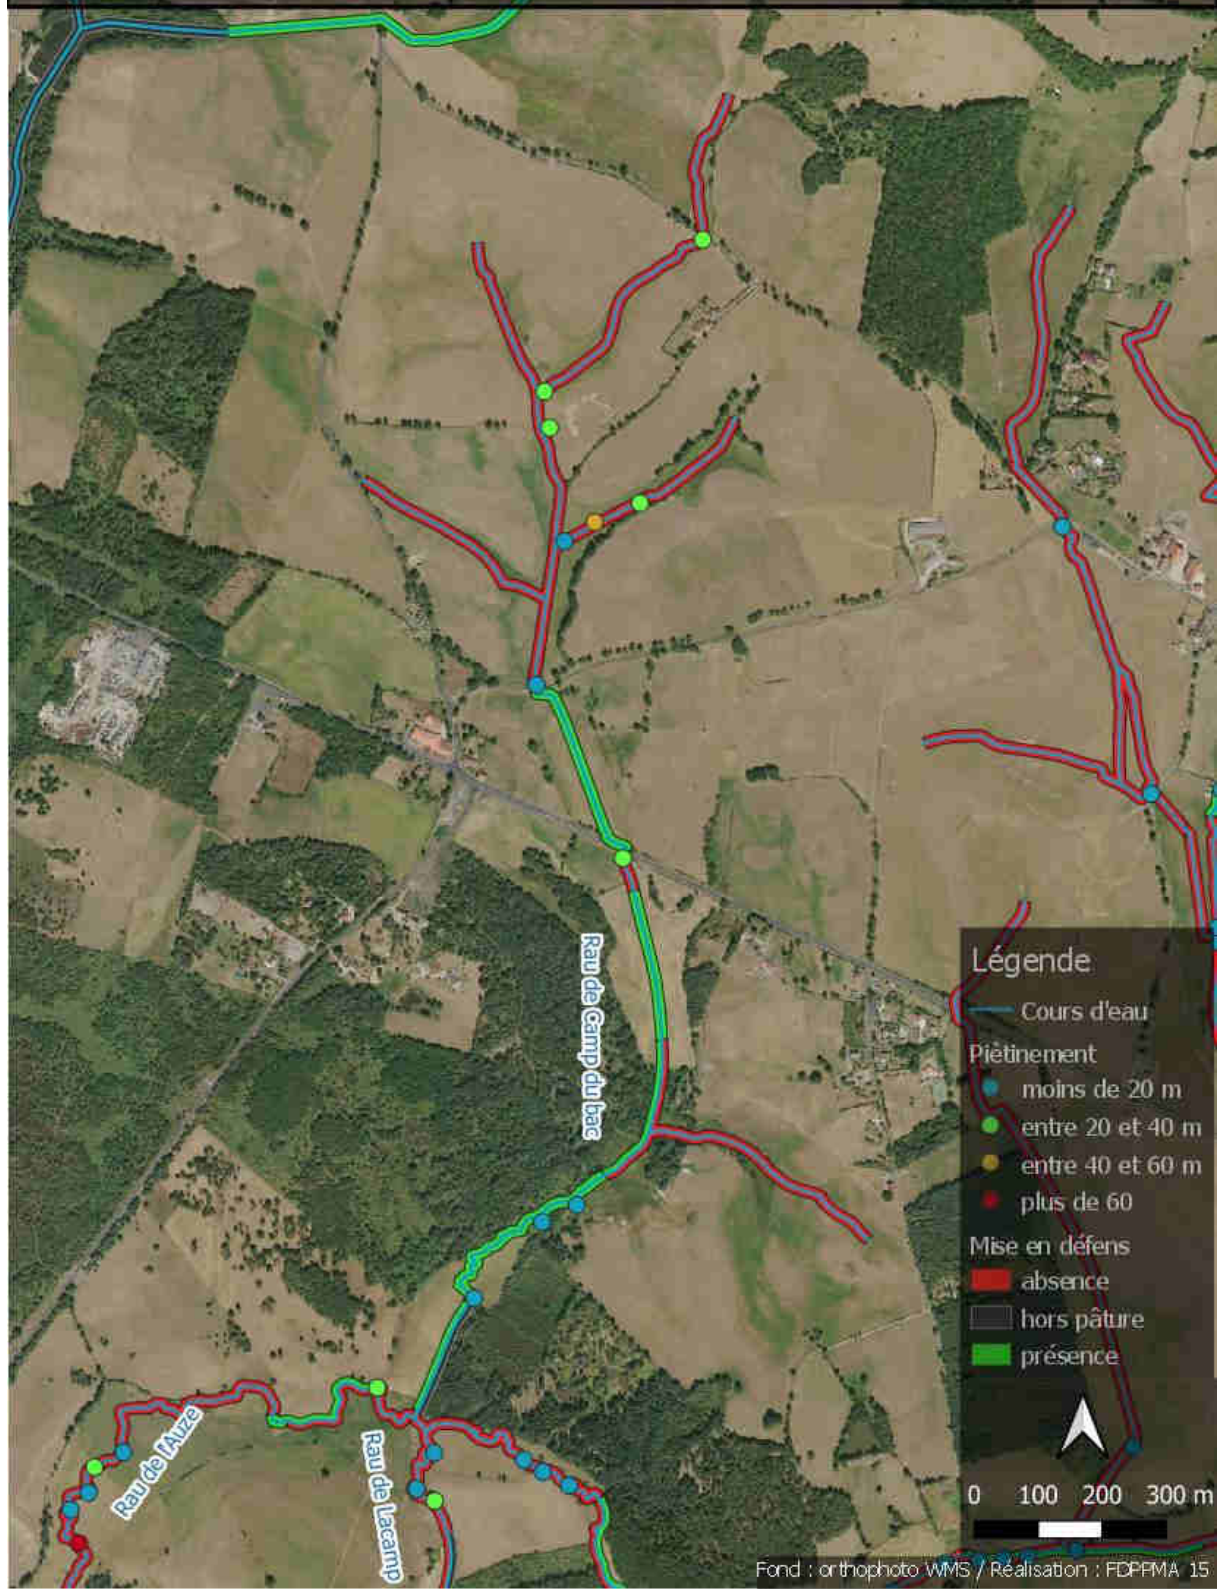 Rau de Camp du bac
Rau de l'Auze
Rau de Lacamp
Légende
Cours d'eau
Piètinement
moins de 20 m
entre 20 et 40 m
entre 40 et 60 m
plus de 60
Mise en défens
absence
hors pâture
présence
0 100 200 300 m
Fond : orthophoto WMS / Réalisation : FDPPMA 15